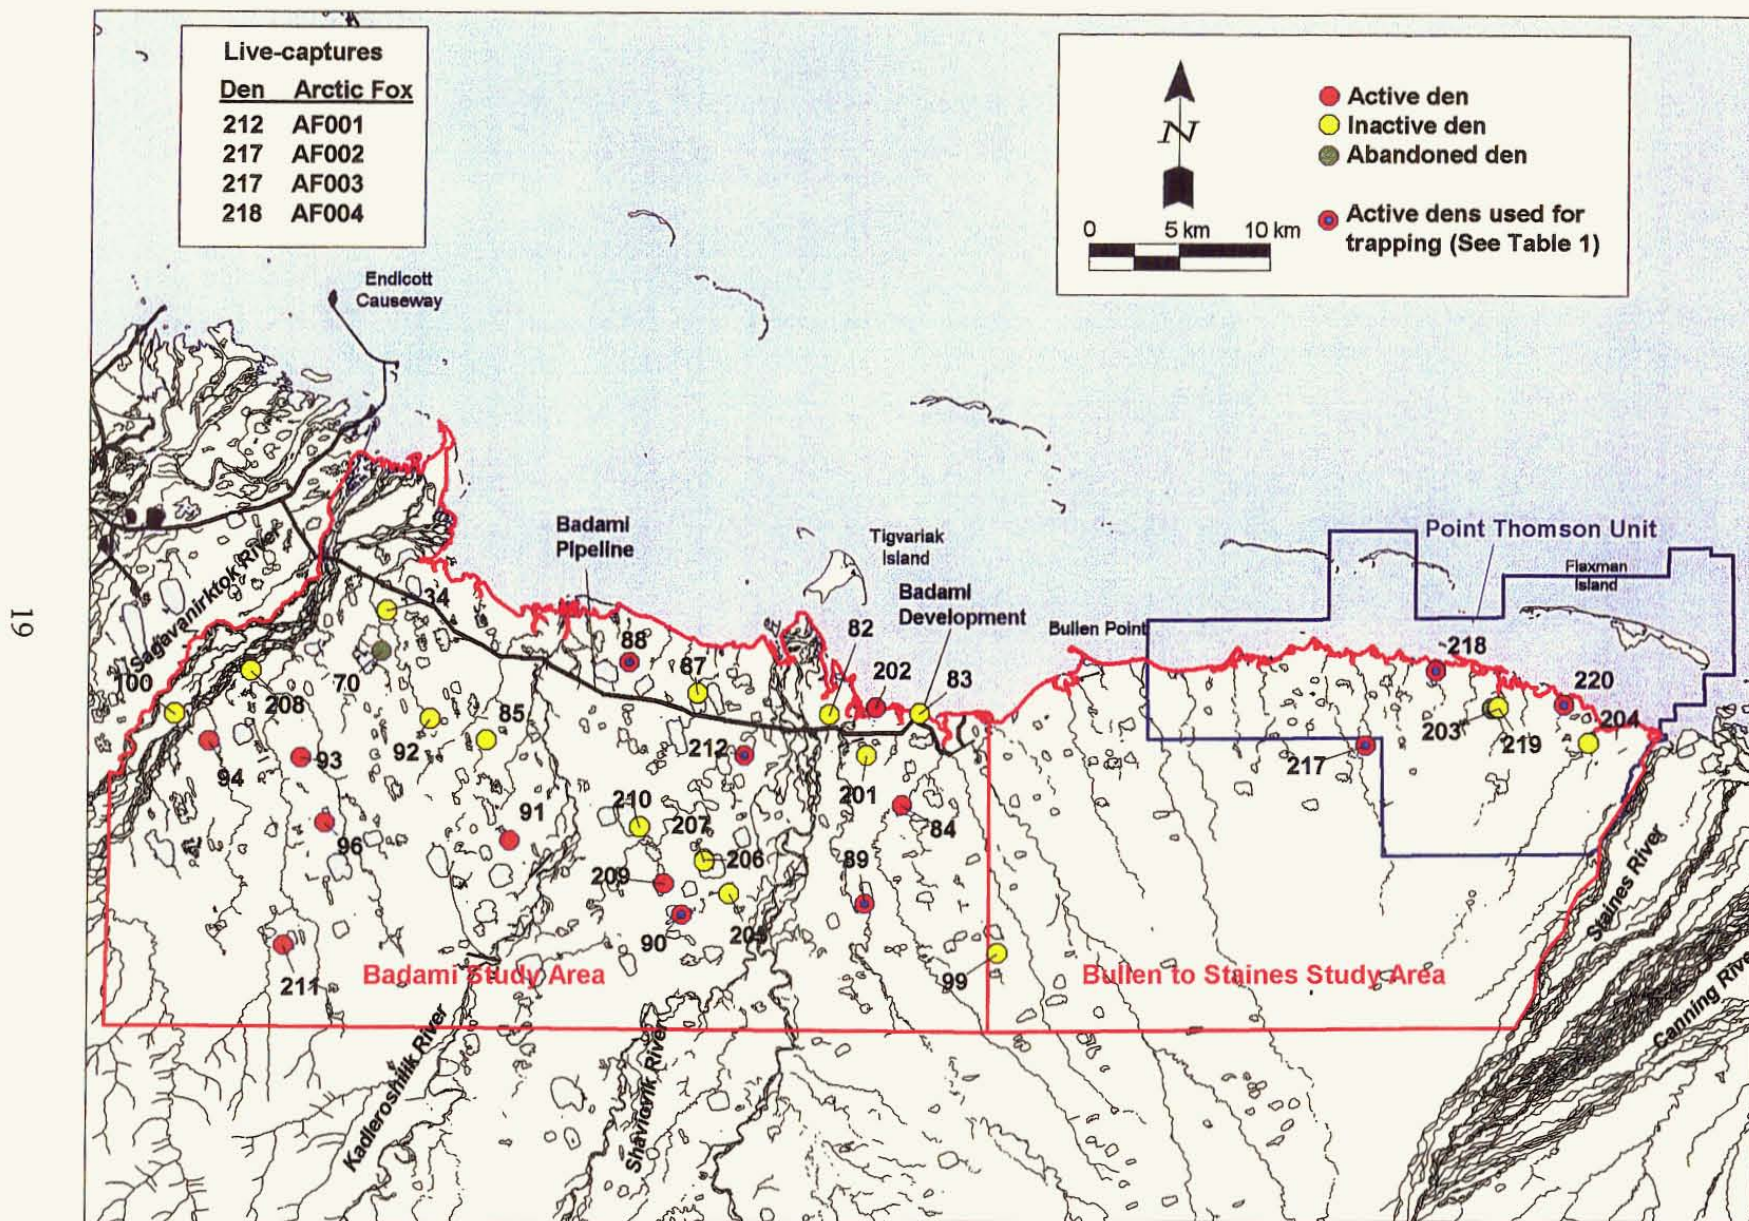 Live-captures
Den Arctic Fox
212 AF001
217 AF002
217 AF003
218 AF004
N
0 5 km 10 km
Active den
Inactive den
Abandoned den
Active dens used for
trapping (See Table 1)
Endicott
Causeway
19
Badami
Pipeline
Tigvariak
Island
Badami
Development
Point Thomson Unit
Flaxman
Island
Bullen Point
Sagavanirktok River
34
88
87
82
202
83
218
220
100
70
208
85
92
212
203
219
204
217
94
93
96
91
210
207
206
201
84
89
209
90
205
99
211
Badami Study Area
Bullen to Staines Study Area
Staines River
Canning River
Kadleroshilik River
Shaviovik River